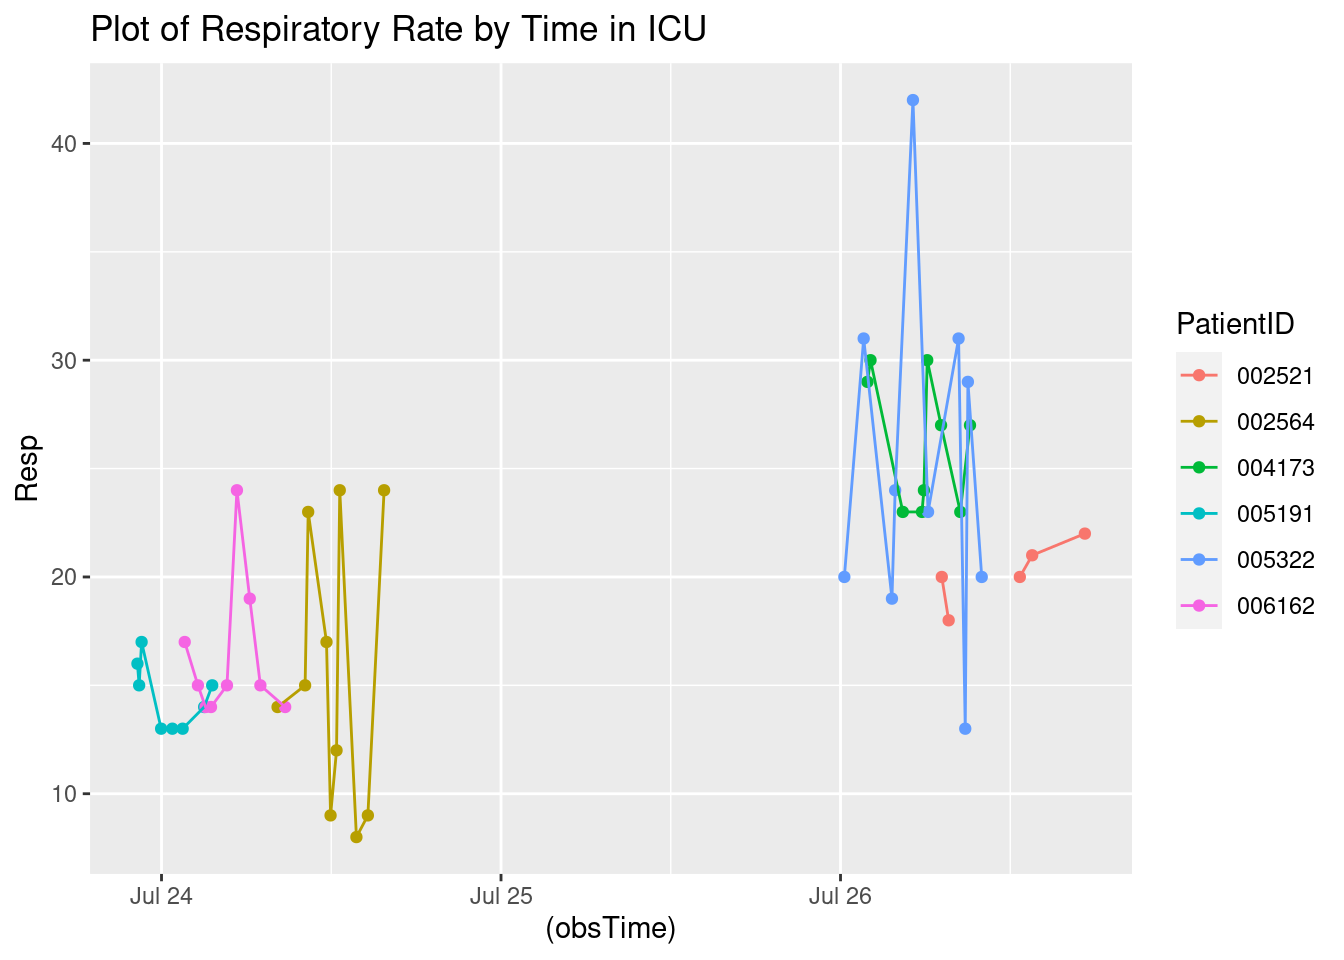 Plot of Respiratory Rate by Time in ICU
40
30
20
10
Resp
Jul 24
Jul 25
Jul 26
(obsTime)
PatientID
002521
002564
004173
005191
005322
006162